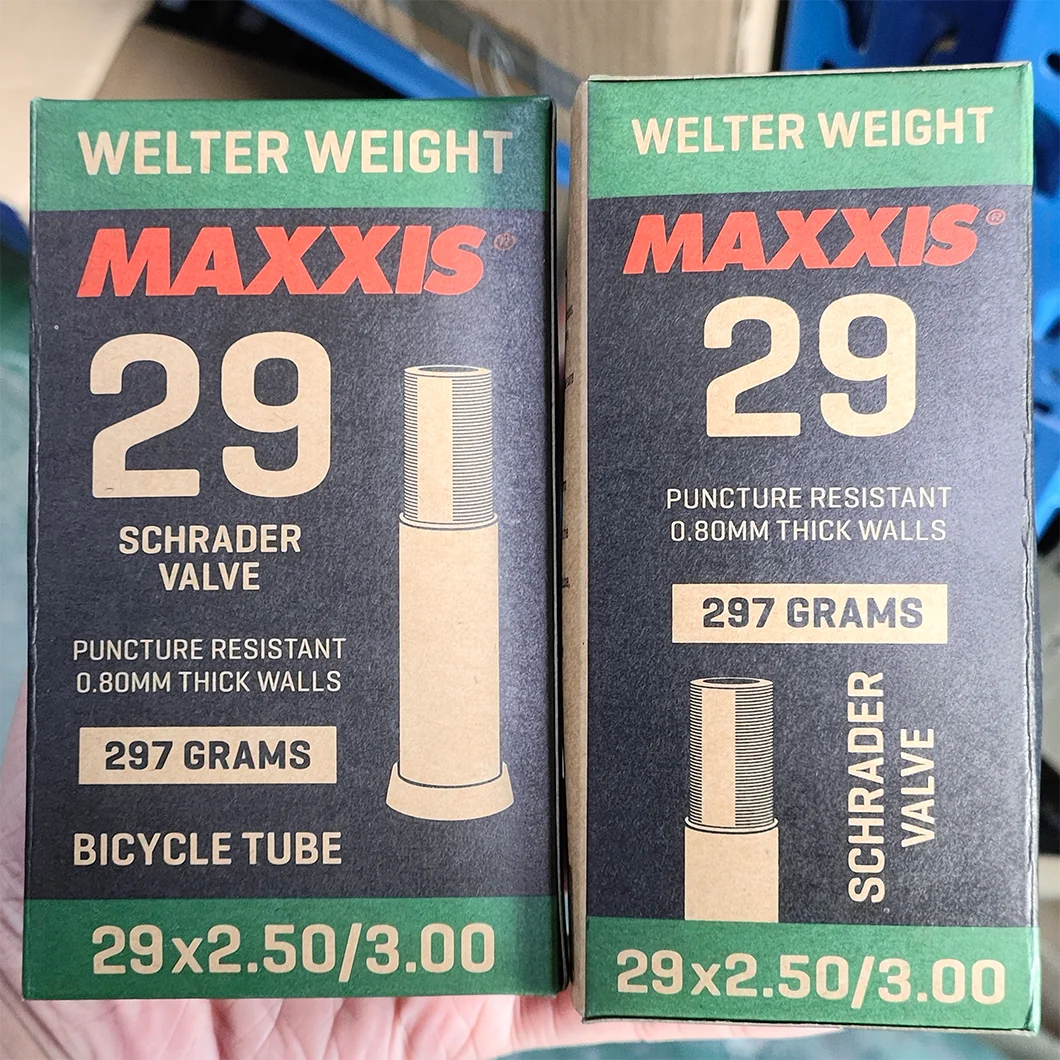 WELTER WEIGHT
MAXXIS®
29
SCHRADER
VALVE
PUNCTURE RESISTANT
0.80MM THICK WALLS
297 GRAMS
BICYCLE TUBE
29x2.50/3.00
WELTER WEIGHT
MAXXIS®
29
PUNCTURE RESISTANT
0.80MM THICK WALLS
297 GRAMS
SCHRADER
VALVE
29x2.50/3.00